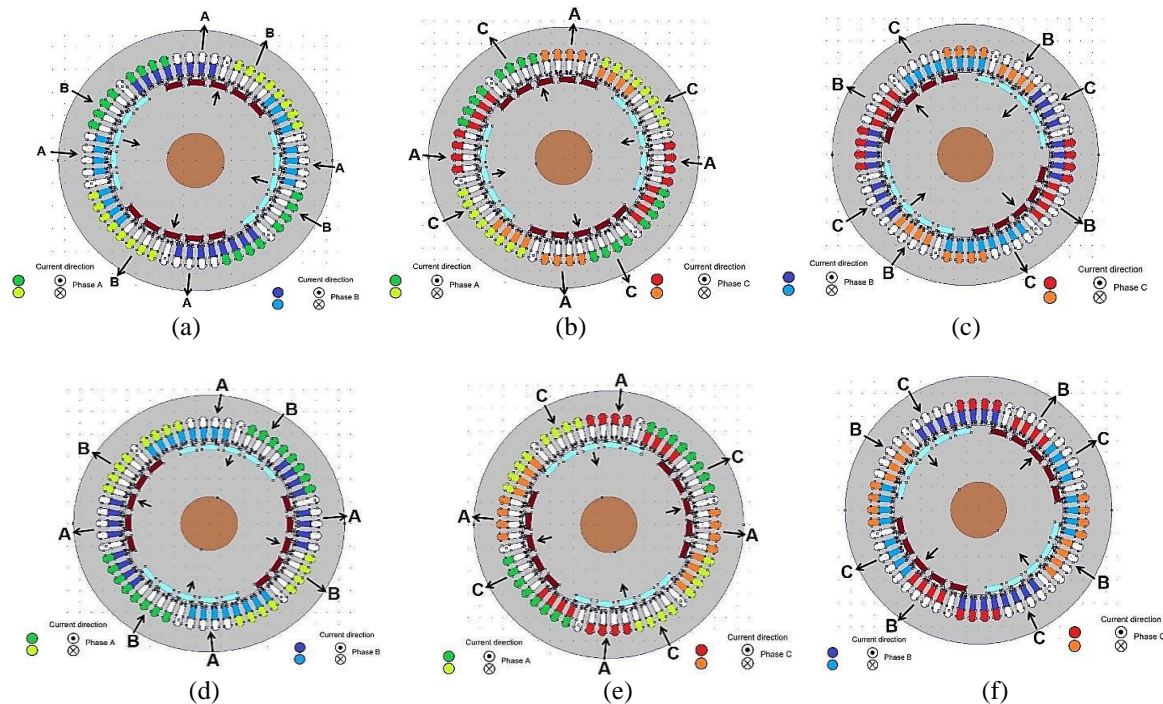 A
B
B
A
A
B
B
A
Current direction
Phase A
Current direction
Phase B
(a)
A
C
C
A
A
C
C
A
Current direction
Phase A
Current direction
Phase C
(b)
C
B
B
C
C
B
B
C
Current direction
Phase B
Current direction
Phase C
(c)
A
B
B
A
A
B
B
A
Current direction
Phase A
Current direction
Phase B
(d)
A
C
C
A
A
C
C
A
Current direction
Phase A
Current direction
Phase C
(e)
C
B
B
C
C
B
B
C
Current direction
Phase B
Current direction
Phase C
(f)